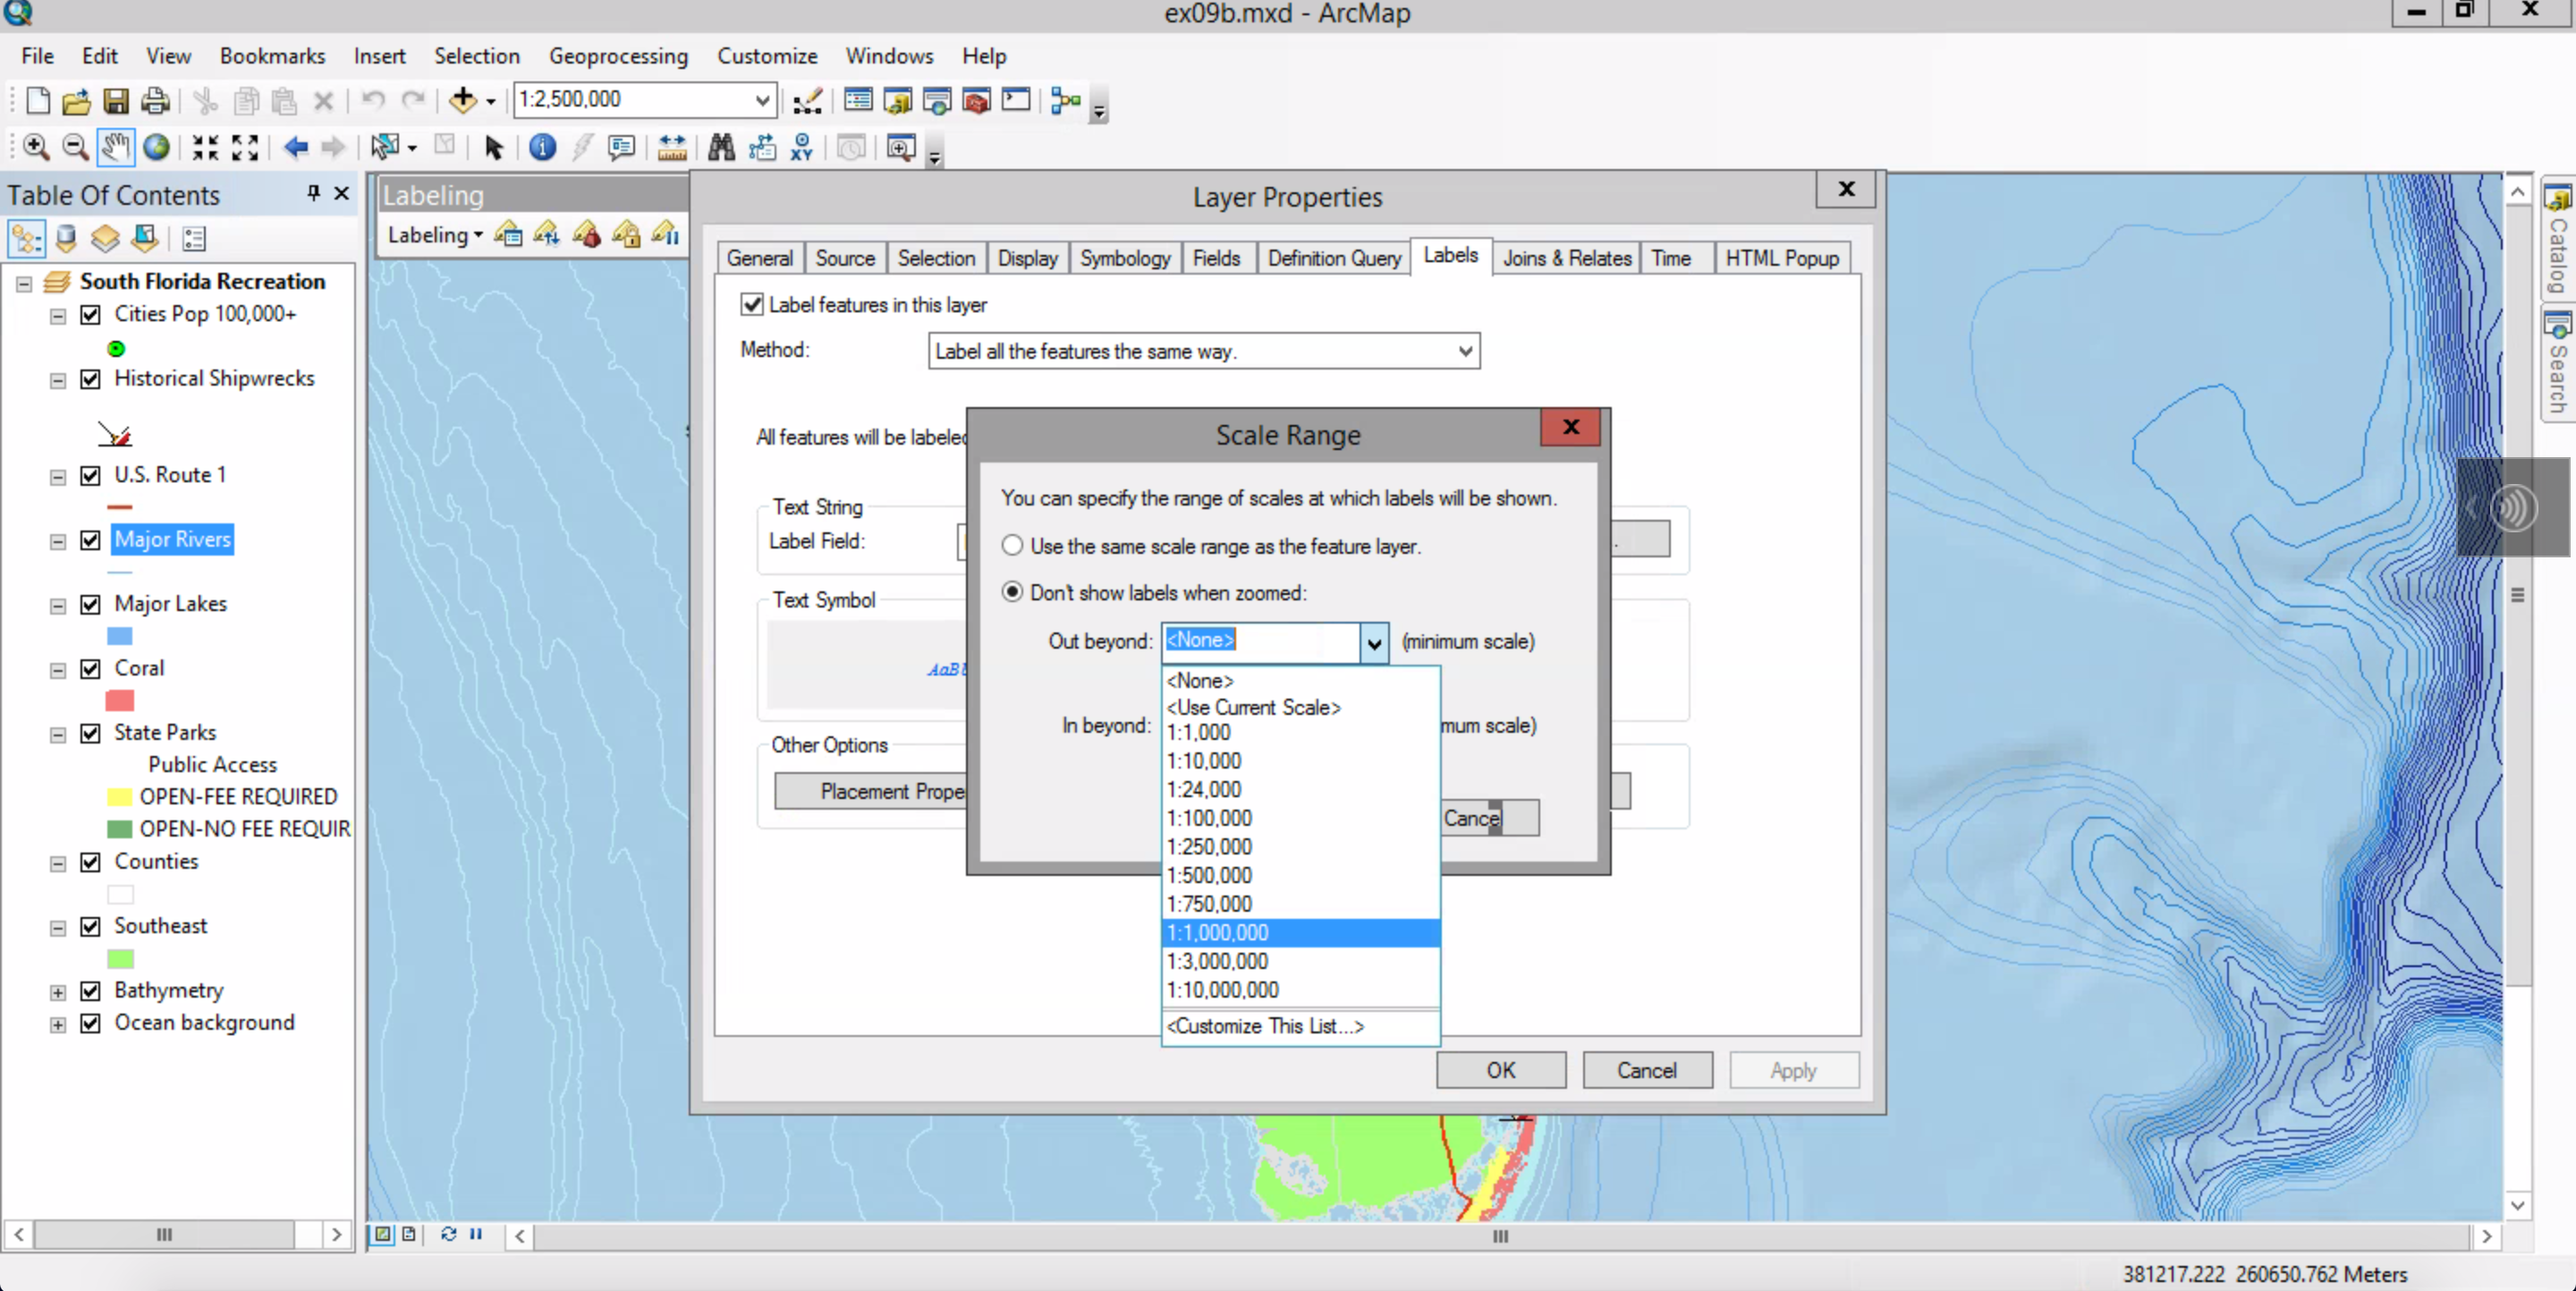 ex09b.mxd - ArcMap
File Edit View Bookmarks Insert Selection Geoprocessing Customize Windows Help
1:2,500,000
Table Of Contents
South Florida Recreation
Cities Pop 100,000+
Historical Shipwrecks
U.S. Route 1
Major Rivers
Major Lakes
Coral
State Parks
Public Access
OPEN-FEE REQUIRED
OPEN-NO FEE REQUIR
Counties
Southeast
Bathymetry
Ocean background
Labeling
Labeling
Layer Properties
General Source Selection Display Symbology Fields Definition Query Labels Joins & Relates Time HTML Popup
Label features in this layer
Method: Label all the features the same way.
All features will be labeled
Text String
Label Field:
Text Symbol
Other Options
Placement Prope
Scale Range
You can specify the range of scales at which labels will be shown.
Use the same scale range as the feature layer.
Don't show labels when zoomed:
Out beyond: <None> (minimum scale)
In beyond: mum scale)
<None>
<Use Current Scale>
1:1,000
1:10,000
1:24,000
1:100,000
1:250,000
1:500,000
1:750,000
1:1,000,000
1:3,000,000
1:10,000,000
<Customize This List...>
Cancel
OK Cancel Apply
Catalog
Search
XY
381217.222 260650.762 Meters